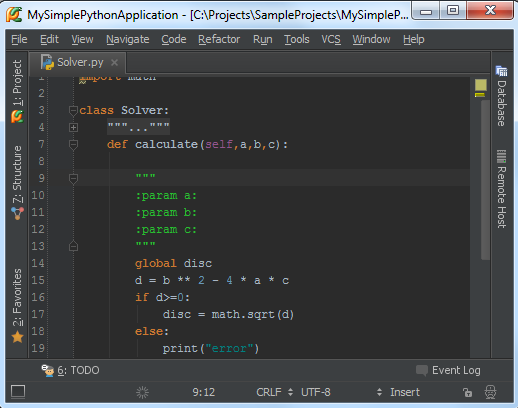 MySimplePythonApplication - [C:\Projects\SampleProjects\MySimpleP...
File Edit View Navigate Code Refactor Run Tools VCS Window Help
Solver.py
1: Project
7: Structure
2: Favorites
1 import math
2
3 class Solver:
4 """..."""
7 def calculate(self,a,b,c):
8
9 """
10 :param a:
11 :param b:
12 :param c:
13 """
14 global disc
15 d = b ** 2 - 4 * a * c
16 if d>=0:
17 disc = math.sqrt(d)
18 else:
19 print("error")
Database
Remote Host
6: TODO
Event Log
9:12 CRLF UTF-8 Insert